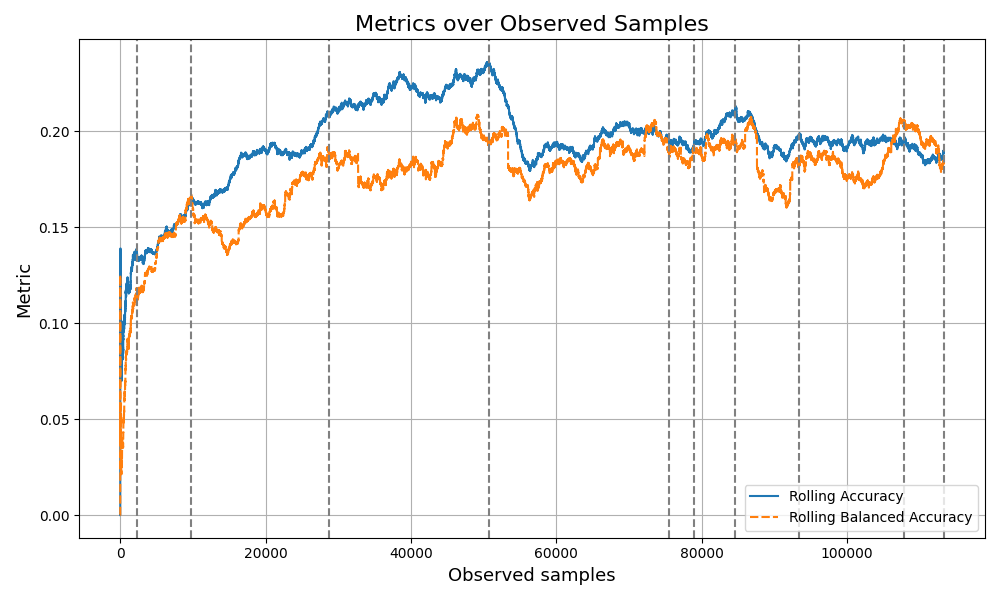 Metrics over Observed Samples
Metric
0.20
0.15
0.10
0.05
0.00
0 20000 40000 60000 80000 100000
Observed samples
Rolling Accuracy
Rolling Balanced Accuracy